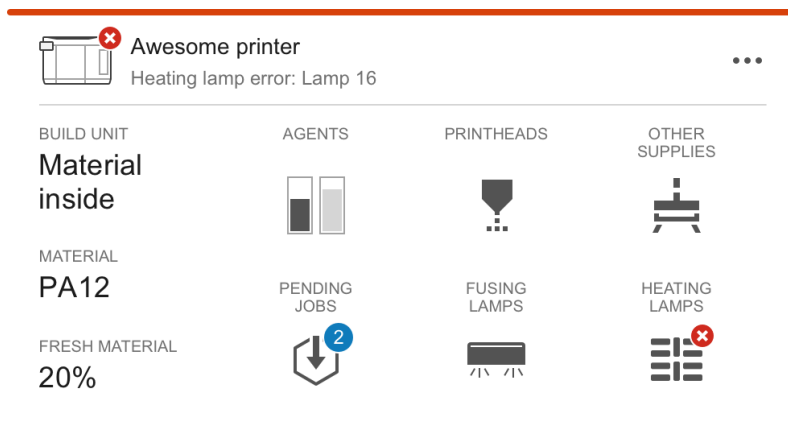 Awesome printer
Heating lamp error: Lamp 16
BUILD UNIT
Material
inside
MATERIAL
PA12
FRESH MATERIAL
20%
AGENTS
PRINTHEADS
OTHER
SUPPLIES
PENDING
JOBS
2
FUSING
LAMPS
HEATING
LAMPS